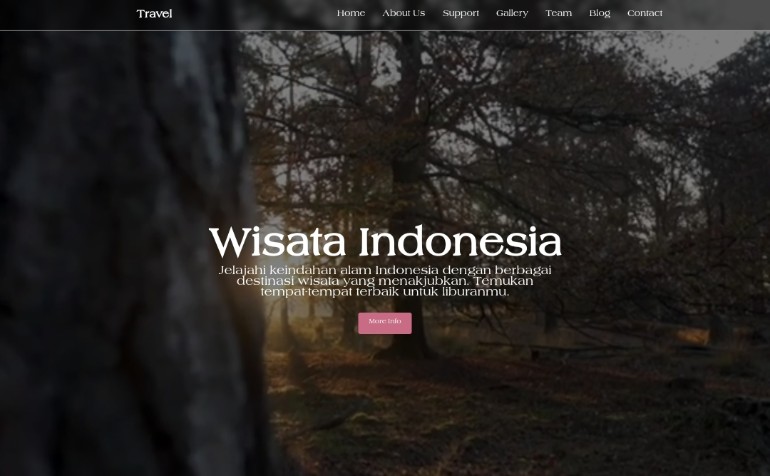 Travel
Home About Us Support Gallery Team Blog Contact
Wisata Indonesia
Jelajahi keindahan alam Indonesia dengan berbagai
destinasi wisata yang menakjubkan. Temukan
tempat-tempat terbaik untuk liburanmu.
More Info